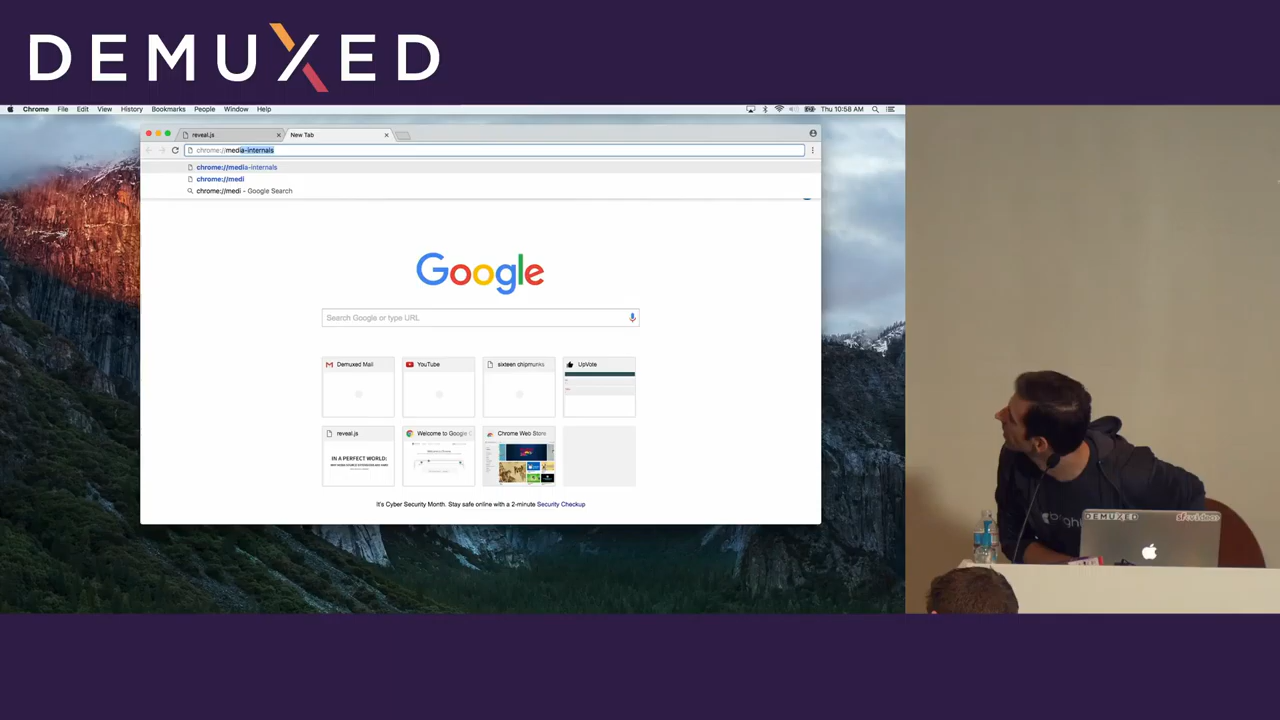 DEMUXED
Chrome File Edit View History Bookmarks People Window Help
Thu 10:58 AM
reveal.js
New Tab
chrome://media-internals
chrome://media-internals
chrome://medi
chrome://medi - Google Search
Google
Search Google or type URL
Demuxed Mail
YouTube
sixteen chipmunks
UpVote
reveal.js
Welcome to Google C
Chrome Web Store
IN A PERFECT WORLD:
It's Cyber Security Month. Stay safe online with a 2-minute Security Checkup
DEMUXED
sfvideo